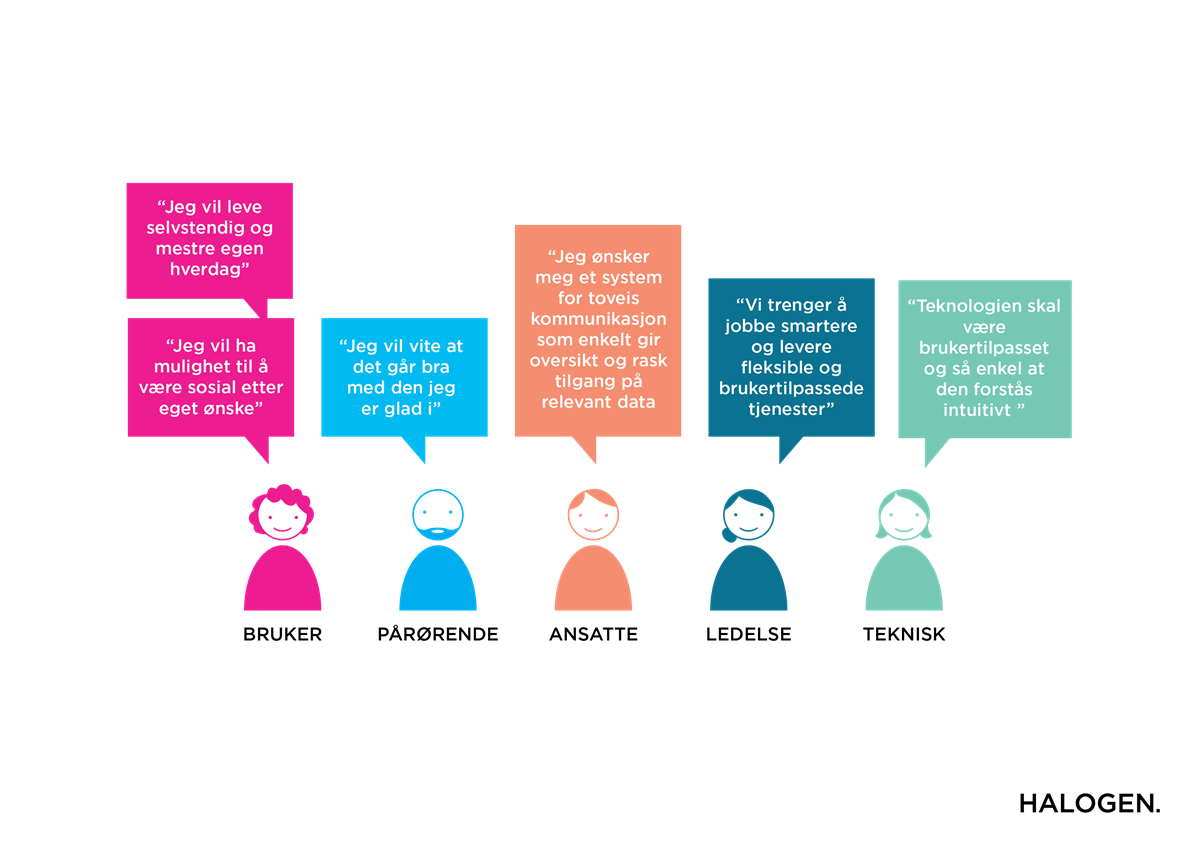 “Jeg vil leve
selvstendig og
mestre egen
hverdag”
“Jeg vil ha
mulighet til å
være sosial etter
eget ønske”
“Jeg vil vite at
det går bra
med den jeg
er glad i”
“Jeg ønsker
meg et system
for toveis
kommunikasjon
som enkelt gir
oversikt og rask
tilgang på
relevant data
“Vi trenger å
jobbe smartere
og levere
fleksible og
brukertilpassede
tjenester”
“Teknologien skal
være
brukertilpasset
og så enkel at
den forstås
intuitivt ”
BRUKER
PÅRØRENDE
ANSATTE
LEDELSE
TEKNISK
HALOGEN.